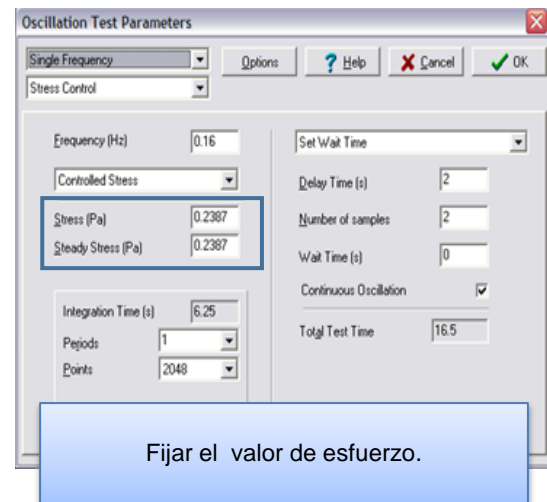 Oscillation Test Parameters
Single Frequency
Options
? Help
Cancel
OK
Stress Control
Frequency (Hz) 0.16
Controlled Stress
Stress (Pa) 0.2387
Steady Stress (Pa) 0.2387
Integration Time (s) 6.25
Periods 1
Points 2048
Set Wait Time
Delay Time (s) 2
Number of samples 2
Wait Time (s) 0
Continuous Oscillation
Total Test Time 16.5
Fijar el valor de esfuerzo.